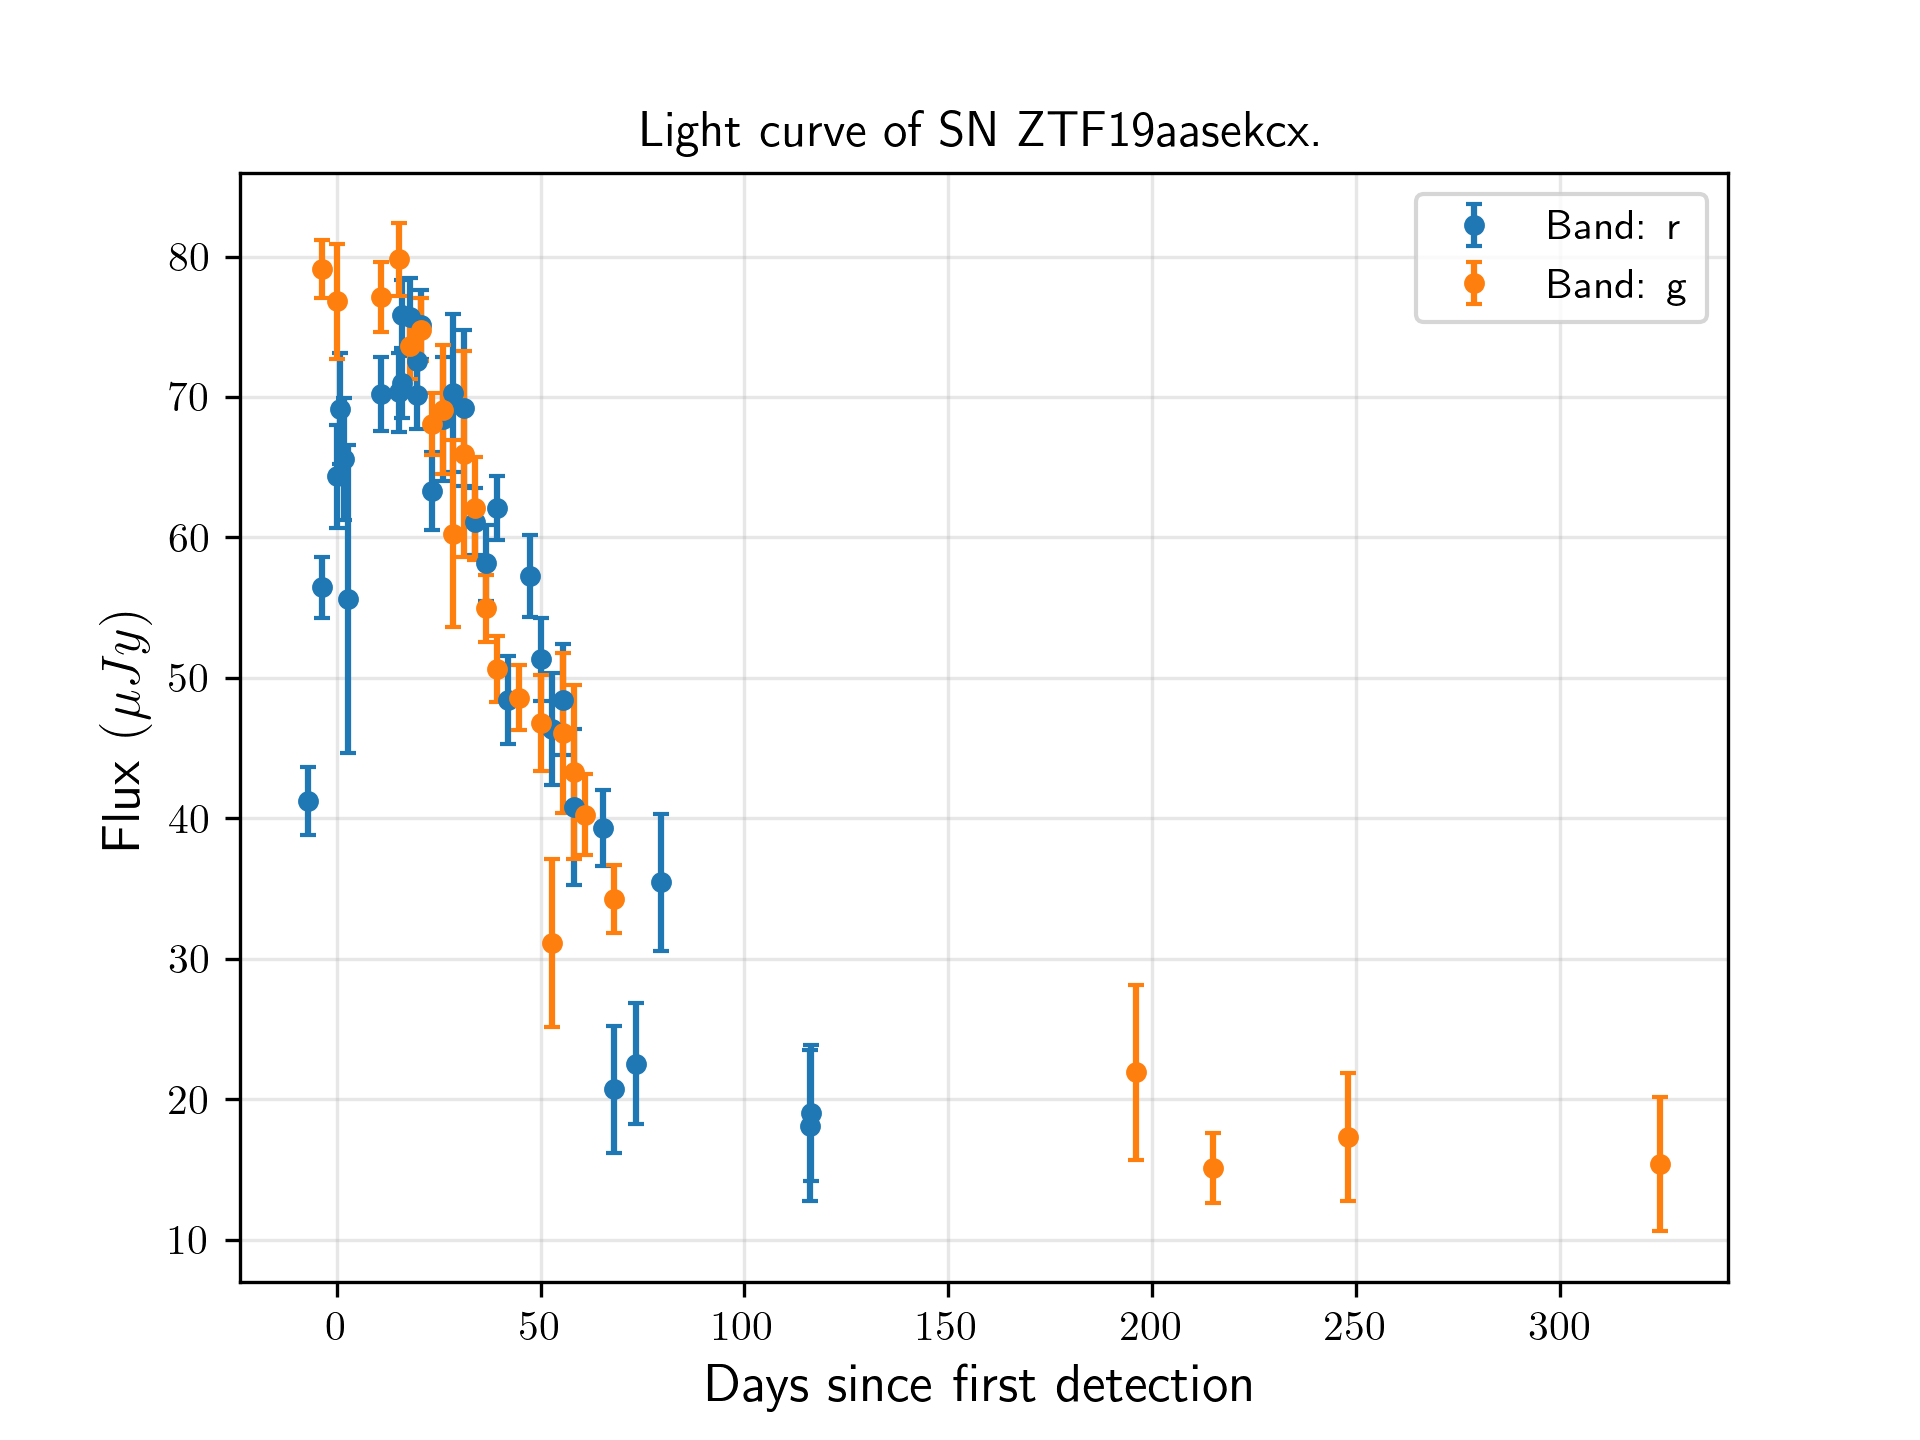 Light curve of SN ZTF19aasekcx.
Band: r
Band: g
Flux (μJy)
80
70
60
50
40
30
20
10
0 50 100 150 200 250 300
Days since first detection